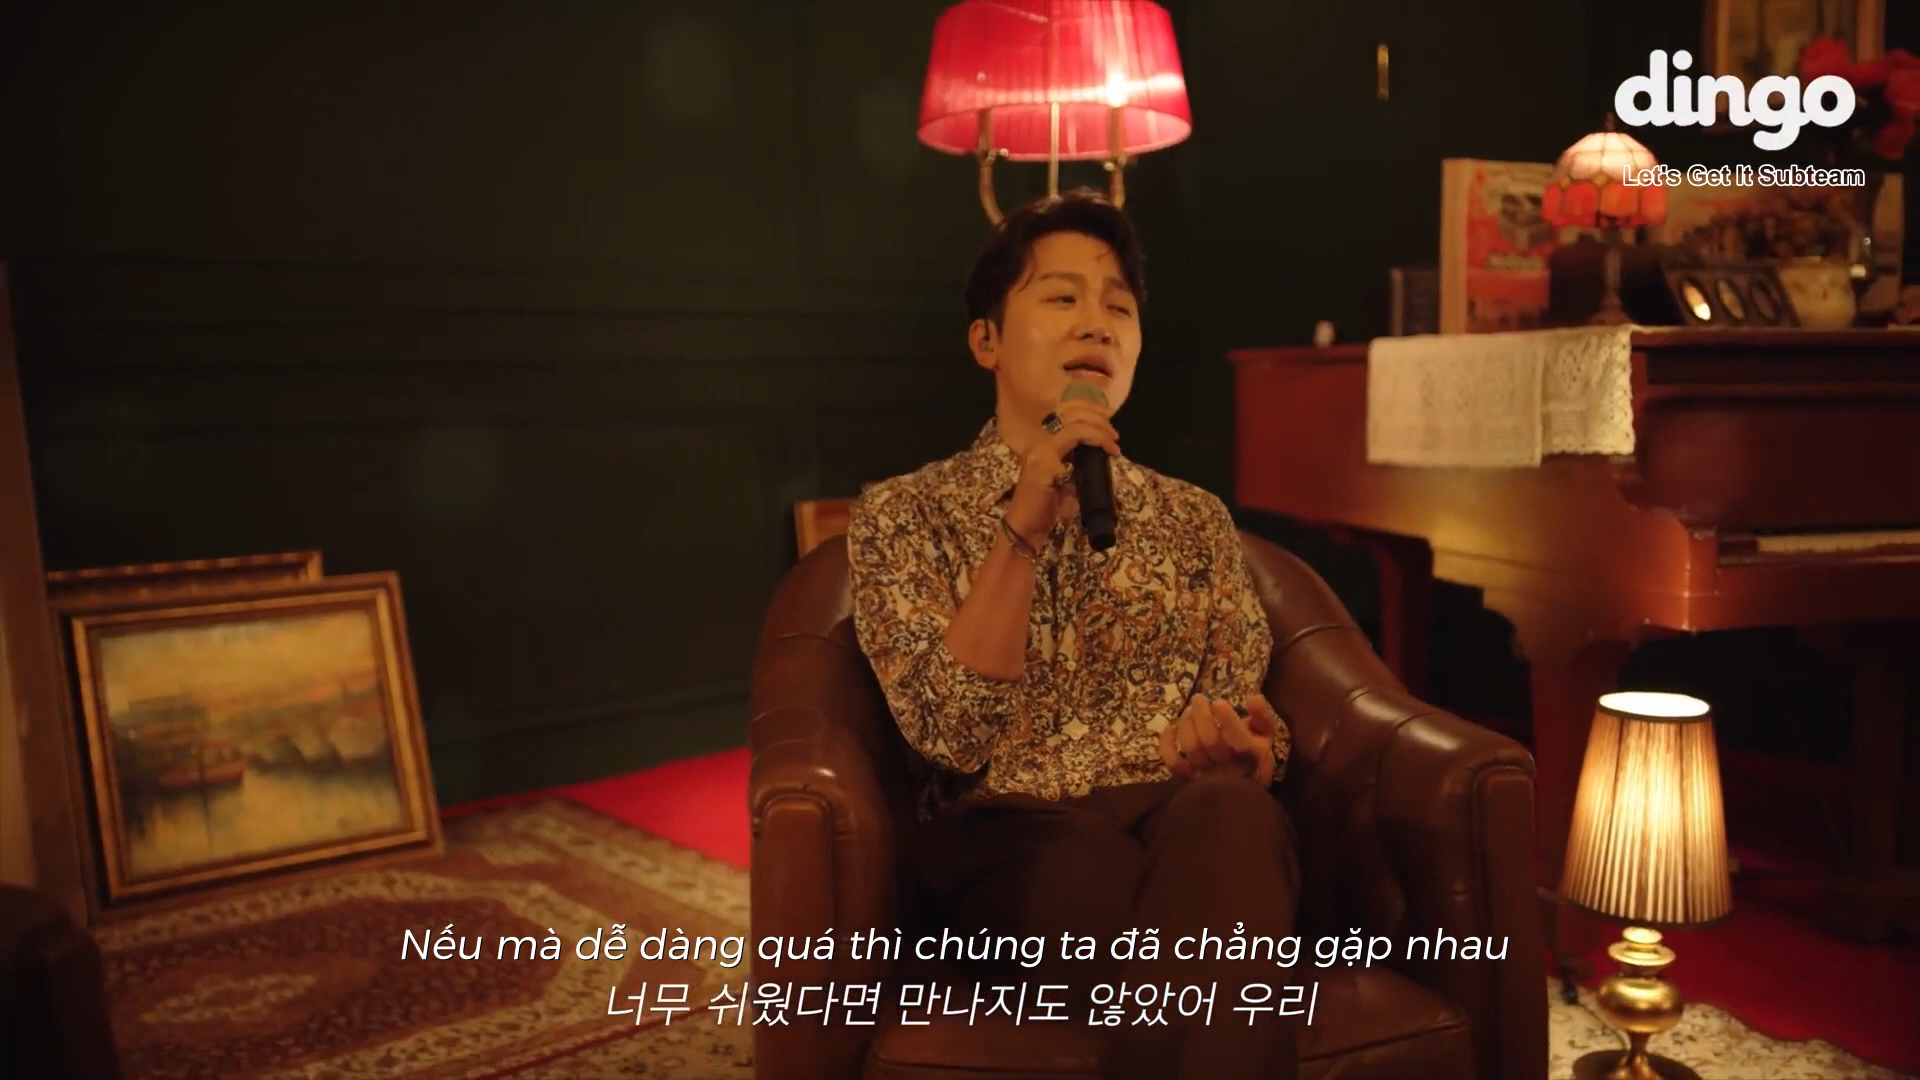 dingo
Let's Get It Subteam
Nếu mà dễ dàng quá thì chúng ta đã chẳng gặp nhau
너무 쉬웠다면 만나지도 않았어 우리